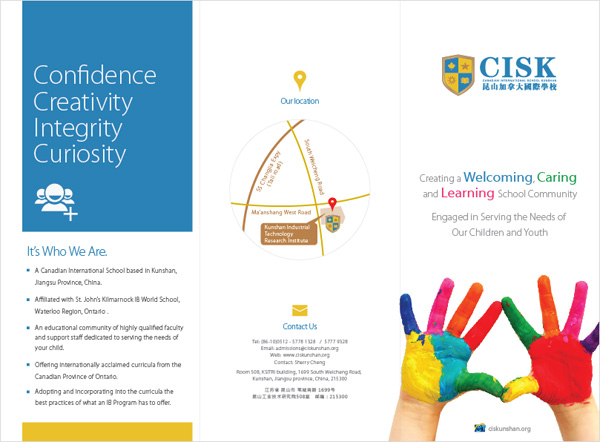 Confidence
Creativity
Integrity
Curiosity
It's Who We Are.
A Canadian International School based in Kunshan,
Jiangsu Province, China.
Affiliated with St. John's Kilmarnock IB World School,
Waterloo Region, Ontario .
An educational community of highly qualified faculty
and support staff dedicated to serving the needs of
your child.
Offering internationally acclaimed curricula from the
Canadian Province of Ontario.
Adopting and incorporating into the curricula the
best practices of what an IB Program has to offer.
Our location
S5 Changjia Expy
(Toll road)
South Weicheng Road
Ma'anshang West Road
Kunshan Industrial
Technology
Research Institute
Contact Us
Tel: (86-10)0512 - 5778 1328 / 5777 0528
Email: admissions@ciskunshan.org
Web: www.ciskunshan.org
Contact: Sherry Cheng
Room 508, KSITRI building, 1699 South Weicheng Road,
Kunshan, Jiangsu province, China, 215300
江苏省 昆山市 苇城南路 1699号
昆山工业技术研究院508室 邮编：215300
CISK
CANADIAN INTERNATIONAL SCHOOL KUNSHAN
昆山加拿大國際學校
Creating a Welcoming, Caring
and Learning School Community
Engaged in Serving the Needs of
Our Children and Youth
ciskunshan.org